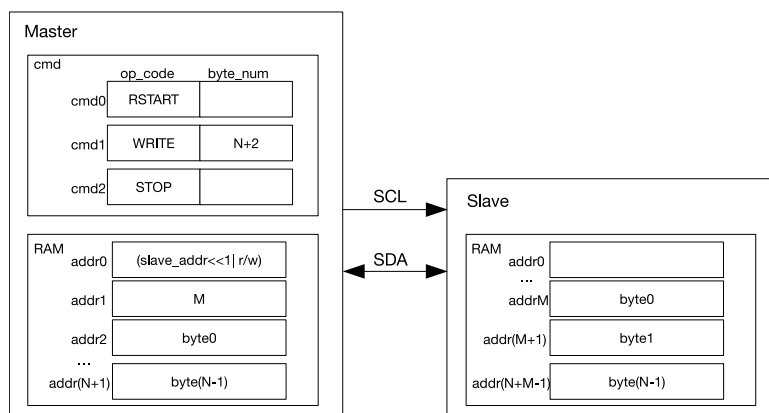 Master
cmd
op_code byte_num
cmd0 RSTART
cmd1 WRITE N+2
cmd2 STOP
RAM
addr0 (slave_addr<<1| r/w)
addr1 M
addr2 byte0
...
addr(N+1) byte(N-1)
SCL
SDA
Slave
RAM
addr0
...
addrM byte0
addr(M+1) byte1
addr(N+M-1) byte(N-1)